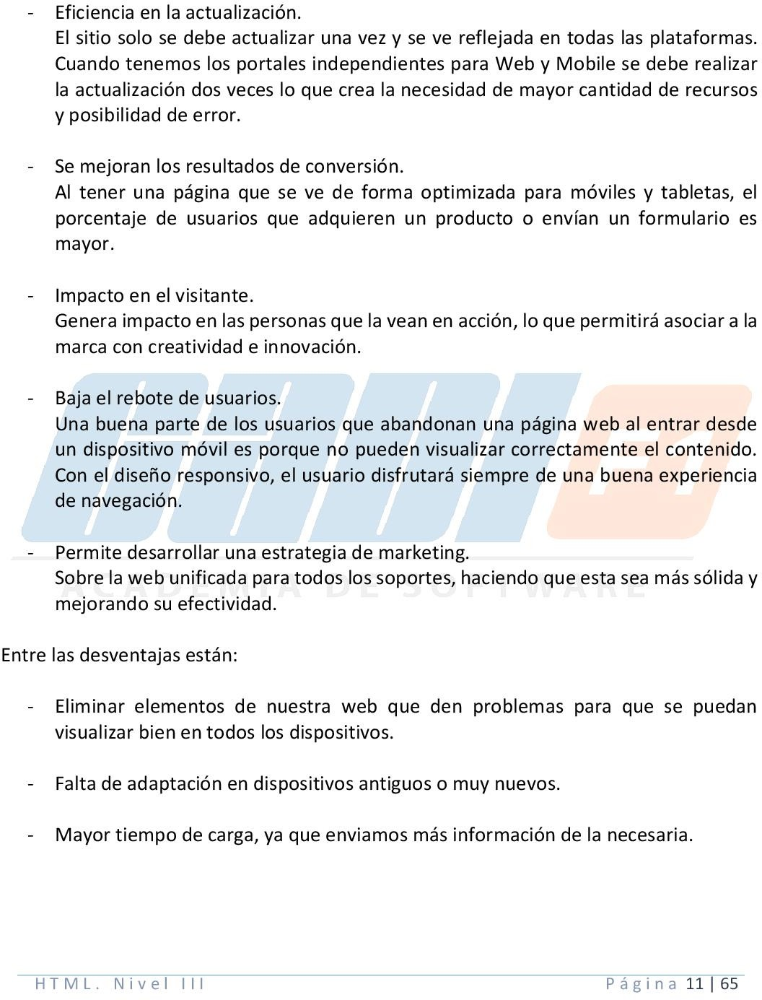 - Eficiencia en la actualización.
El sitio solo se debe actualizar una vez y se ve reflejada en todas las plataformas.
Cuando tenemos los portales independientes para Web y Mobile se debe realizar
la actualización dos veces lo que crea la necesidad de mayor cantidad de recursos
y posibilidad de error.
- Se mejoran los resultados de conversión.
Al tener una página que se ve de forma optimizada para móviles y tabletas, el
porcentaje de usuarios que adquieren un producto o envían un formulario es
mayor.
- Impacto en el visitante.
Genera impacto en las personas que la vean en acción, lo que permitirá asociar a la
marca con creatividad e innovación.
- Baja el rebote de usuarios.
Una buena parte de los usuarios que abandonan una página web al entrar desde
un dispositivo móvil es porque no pueden visualizar correctamente el contenido.
Con el diseño responsivo, el usuario disfrutará siempre de una buena experiencia
de navegación.
- Permite desarrollar una estrategia de marketing.
Sobre la web unificada para todos los soportes, haciendo que esta sea más sólida y
mejorando su efectividad.
ACADEMIA DE SOFTWARE
Entre las desventajas están:
- Eliminar elementos de nuestra web que den problemas para que se puedan
visualizar bien en todos los dispositivos.
- Falta de adaptación en dispositivos antiguos o muy nuevos.
- Mayor tiempo de carga, ya que enviamos más información de la necesaria.
HTML. Nivel III Página 11 | 65